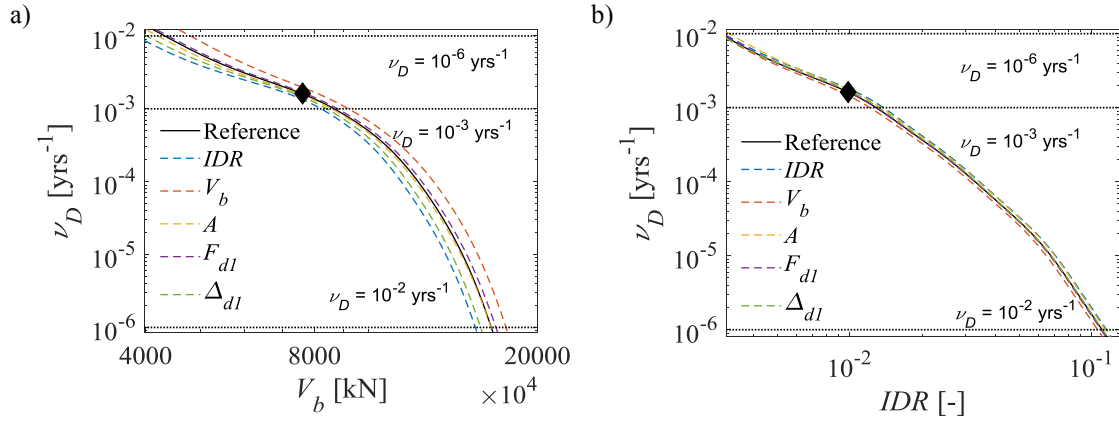 a)
10⁻²
10⁻³
10⁻⁴
10⁻⁵
10⁻⁶
ν_D [yrs⁻¹]
ν_D = 10⁻⁶ yrs⁻¹
ν_D = 10⁻³ yrs⁻¹
ν_D = 10⁻² yrs⁻¹
Reference
IDR
V_b
A
F_d1
Δ_d1
4000 8000 20000
V_b [kN]
×10⁴
b)
10⁻²
10⁻³
10⁻⁴
10⁻⁵
10⁻⁶
ν_D [yrs⁻¹]
ν_D = 10⁻⁶ yrs⁻¹
ν_D = 10⁻³ yrs⁻¹
ν_D = 10⁻² yrs⁻¹
Reference
IDR
V_b
A
F_d1
Δ_d1
10⁻² 10⁻¹
IDR [-]